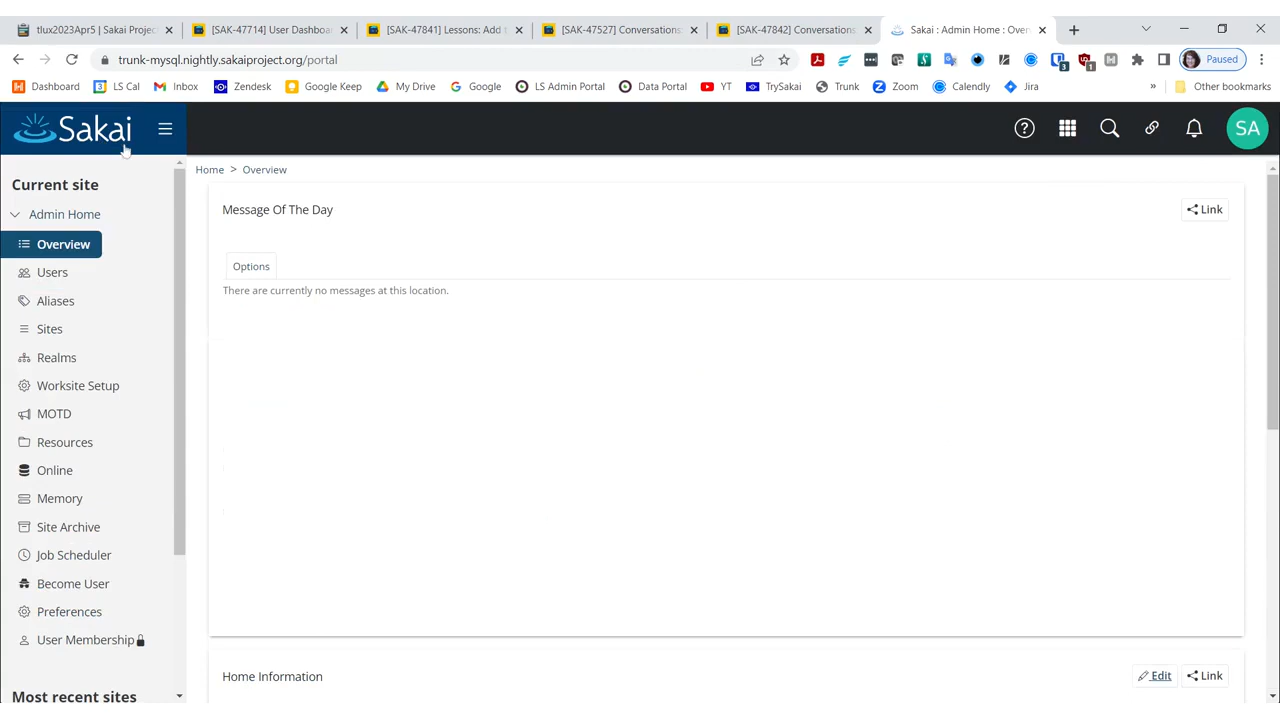 tlux2023Apr5 | Sakai Projec
[SAK-47714] User Dashboa
[SAK-47841] Lessons: Add
[SAK-47527] Conversations:
[SAK-47842] Conversations
Sakai : Admin Home : Over
trunk-mysql.nightly.sakaiproject.org/portal
3
1
Paused
Dashboard
LS Cal
Inbox
Zendesk
Google Keep
My Drive
Google
LS Admin Portal
Data Portal
YT
TrySakai
Trunk
Zoom
Calendly
Jira
»
Other bookmarks
Sakai
SA
Current site
Admin Home
Overview
Users
Aliases
Sites
Realms
Worksite Setup
MOTD
Resources
Online
Memory
Site Archive
Job Scheduler
Become User
Preferences
User Membership
Most recent sites
Home > Overview
Message Of The Day
Link
Options
There are currently no messages at this location.
Home Information
Edit
Link